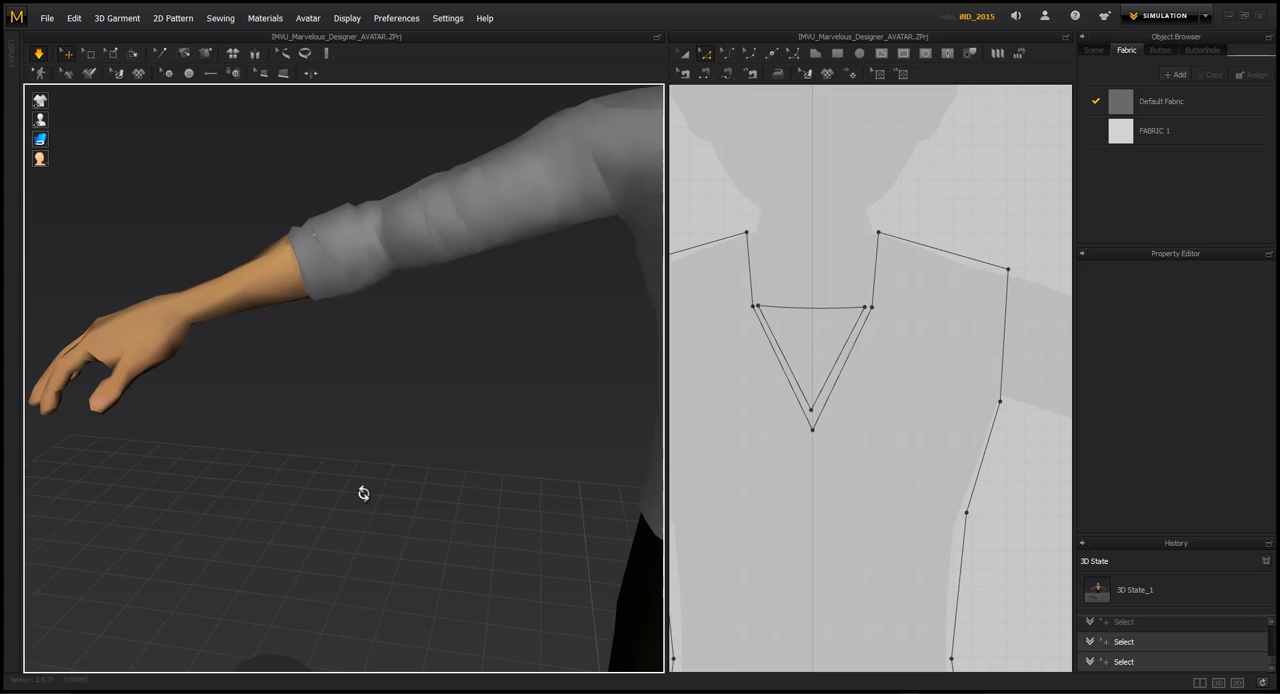 M File Edit 3D Garment 2D Pattern Sewing Materials Avatar Display Preferences Settings Help
Hello, iND_2015
SIMULATION
IMVU_Marvelous_Designer_AVATAR.ZPrj
IMVU_Marvelous_Designer_AVATAR.ZPrj
Object Browser
Scene Fabric Button Buttonhole
+ Add Copy Assign
Default Fabric
FABRIC 1
Property Editor
History
3D State
3D State_1
Select
Select
Select
LIBRARY